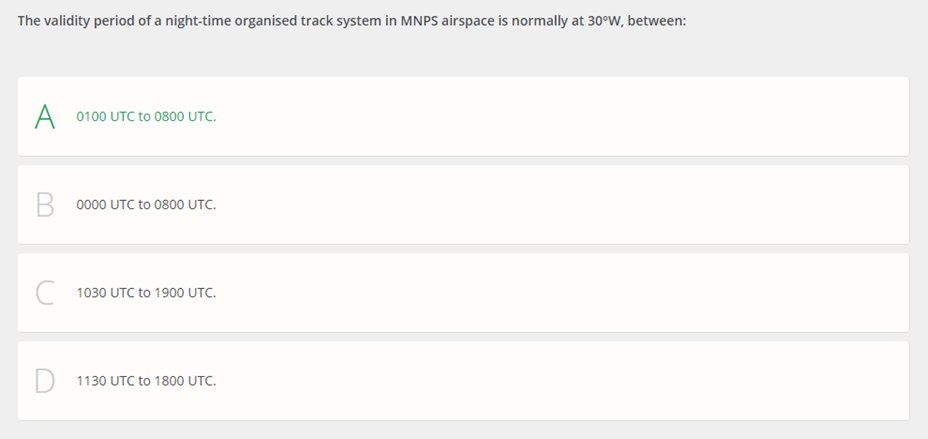 The validity period of a night-time organised track system in MNPS airspace is normally at 30ºW, between:
A 0100 UTC to 0800 UTC.
B 0000 UTC to 0800 UTC.
C 1030 UTC to 1900 UTC.
D 1130 UTC to 1800 UTC.